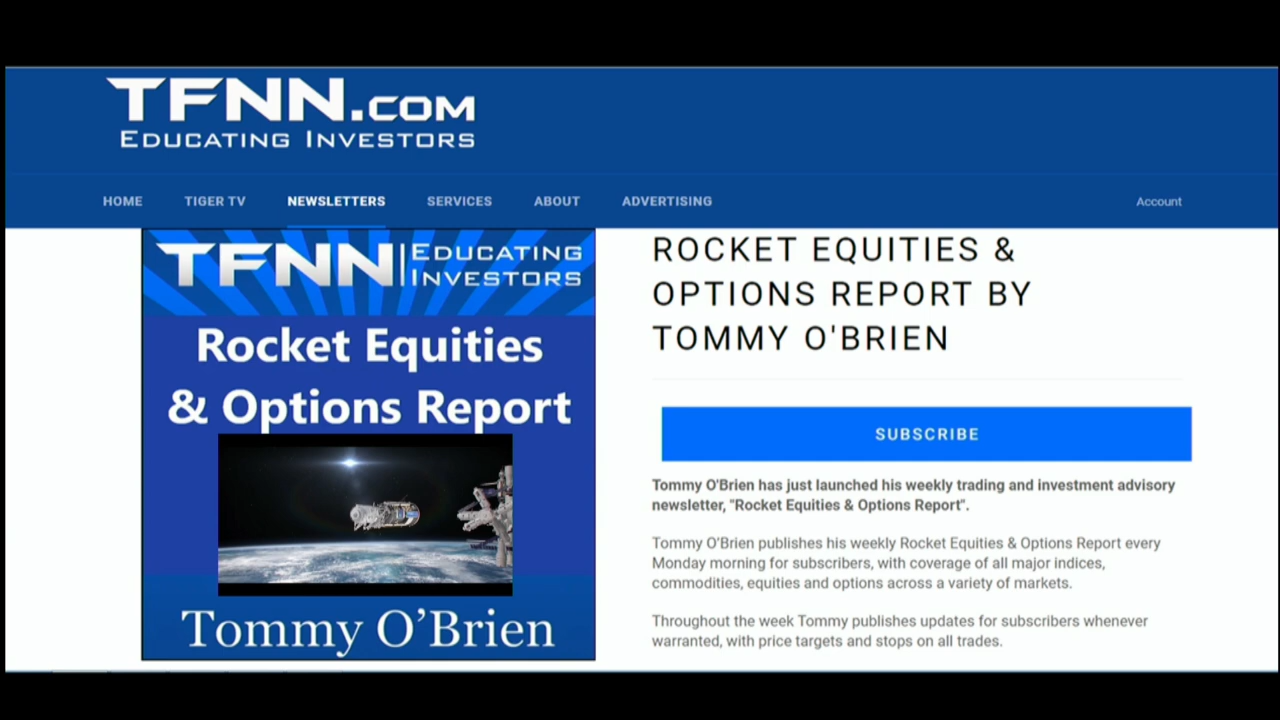 TFNN.COM
EDUCATING INVESTORS
HOME TIGER TV NEWSLETTERS SERVICES ABOUT ADVERTISING Account
TFNN | EDUCATING
INVESTORS
Rocket Equities
& Options Report
Tommy O’Brien
ROCKET EQUITIES &
OPTIONS REPORT BY
TOMMY O'BRIEN
SUBSCRIBE
Tommy O'Brien has just launched his weekly trading and investment advisory
newsletter, "Rocket Equities & Options Report".
Tommy O'Brien publishes his weekly Rocket Equities & Options Report every
Monday morning for subscribers, with coverage of all major indices,
commodities, equities and options across a variety of markets.
Throughout the week Tommy publishes updates for subscribers whenever
warranted, with price targets and stops on all trades.